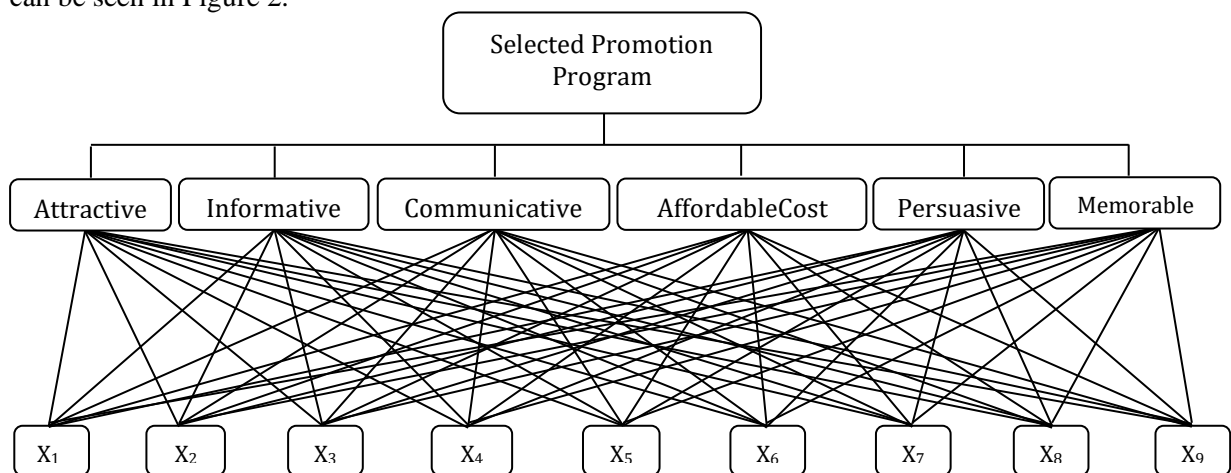 can be seen in Figure 2.
Selected Promotion
Program
Attractive
Informative
Communicative
AffordableCost
Persuasive
Memorable
X₁
X₂
X₃
X₄
X₅
X₆
X₇
X₈
X₉